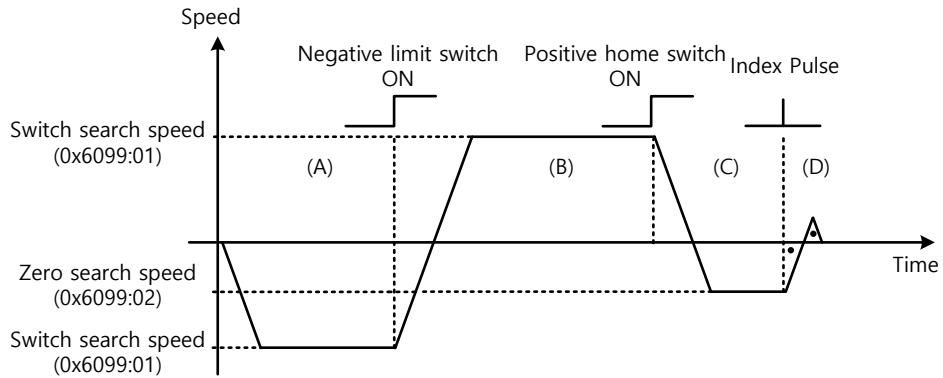 Speed
Negative limit switch
ON
Positive home switch
ON
Index Pulse
Switch search speed
(0x6099:01)
(A)
(B)
(C)
(D)
Time
Zero search speed
(0x6099:02)
Switch search speed
(0x6099:01)